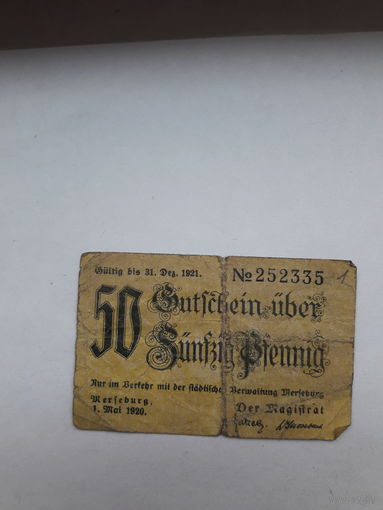 Gültig bis 31. Dez. 1921. No 252335 1
50 Gutschein über
Fünfzig Pfennig
Nur im Verkehr mit der städtischen Verwaltung Merseburg
Merseburg, Der Magistrat
1. Mai 1920.